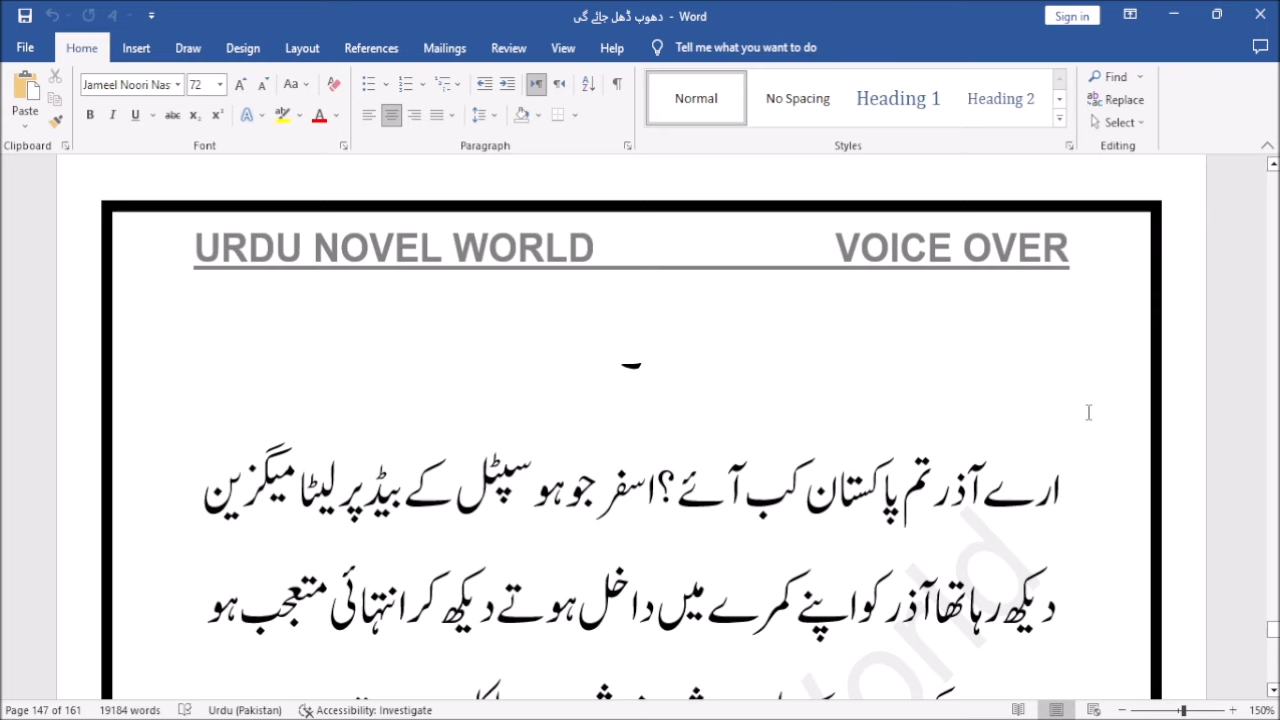 دھوپ ڈھل جائے گی - Word
Sign in
File Home Insert Draw Design Layout References Mailings Review View Help Tell me what you want to do
Paste
Jameel Noori Nas 72
Normal No Spacing Heading 1 Heading 2
Find
Replace
Select
Clipboard Font Paragraph Styles Editing
URDU NOVEL WORLD VOICE OVER
۔
ارے آذر تم پاکستان کب آئے؟ اسفر جو ہوسپٹل کے بیڈ پر لیٹا میگزین
دیکھ رہا تھا آذر کو اپنے کمرے میں داخل ہوتے دیکھ کر انتہائی متعجب ہو
Page 147 of 161 19184 words Urdu (Pakistan) Accessibility: Investigate 150%